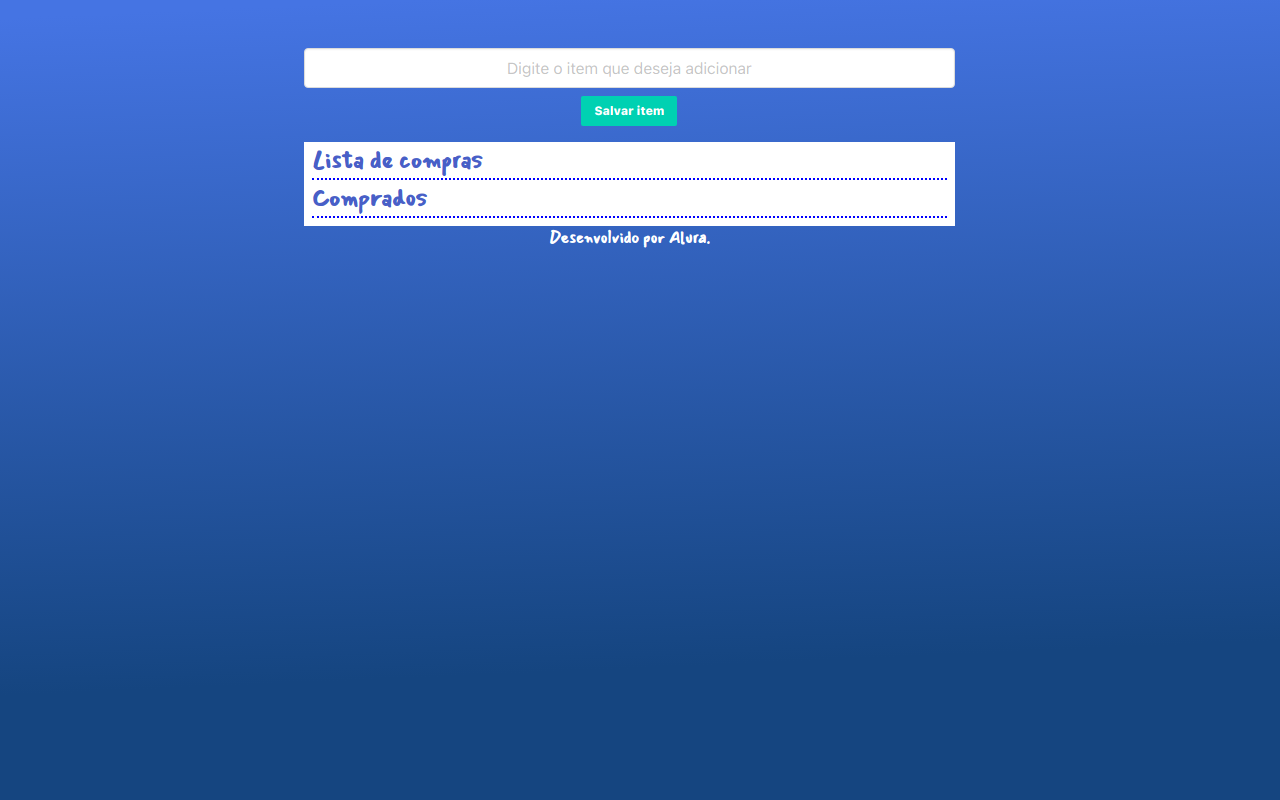 Digite o item que deseja adicionar
Salvar item
Lista de compras
Comprados
Desenvolvido por Alura.